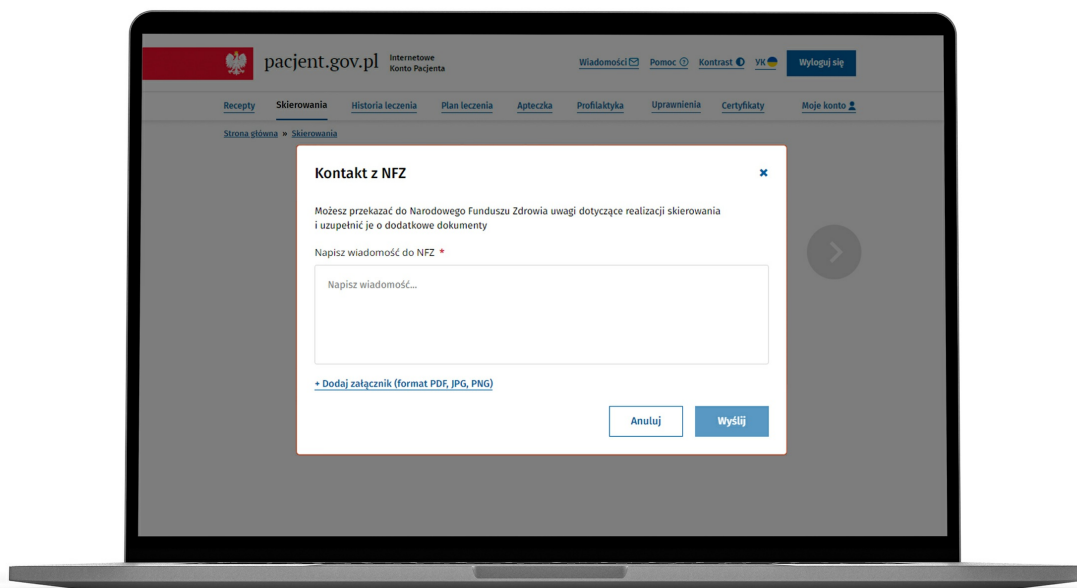 pacjent.gov.pl
Internetowe
Konto Pacjenta
Wiadomości
Pomoc
Kontrast
УК
Wyloguj się
Recepty
Skierowania
Historia leczenia
Plan leczenia
Apteczka
Profilaktyka
Uprawnienia
Certyfikaty
Moje konto
Strona główna » Skierowania
Kontakt z NFZ
Możesz przekazać do Narodowego Funduszu Zdrowia uwagi dotyczące realizacji skierowania
i uzupełnić je o dodatkowe dokumenty
Napisz wiadomość do NFZ *
Napisz wiadomość...
+ Dodaj załącznik (format PDF, JPG, PNG)
Anuluj
Wyślij